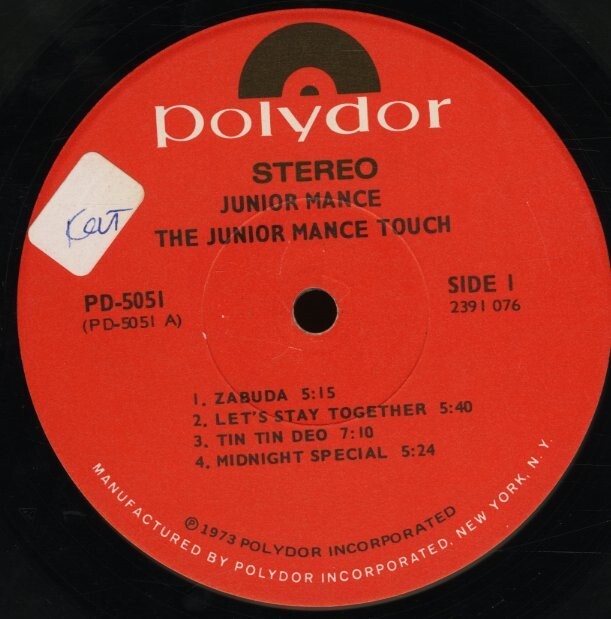 polydor
STEREO
JUNIOR MANCE
THE JUNIOR MANCE TOUCH
PD-5051
(PD-5051 A)
SIDE 1
2391 076
1. ZABUDA 5:15
2. LET'S STAY TOGETHER 5:40
3. TIN TIN DEO 7:10
4. MIDNIGHT SPECIAL 5:24
℗ 1973 POLYDOR INCORPORATED
MANUFACTURED BY POLYDOR INCORPORATED, NEW YORK, N. Y.